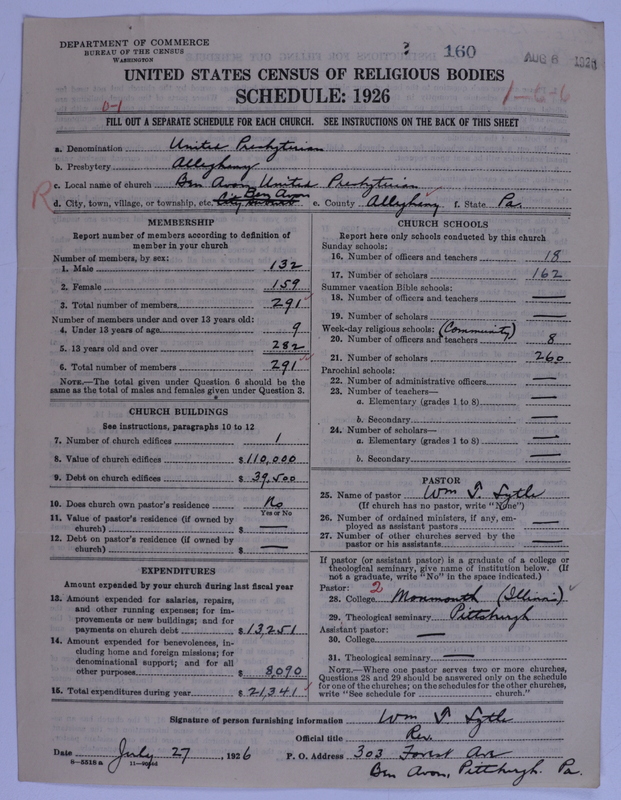 DEPARTMENT OF COMMERCE
BUREAU OF THE CENSUS
WASHINGTON
160
AUG 8 1926
UNITED STATES CENSUS OF RELIGIOUS BODIES
SCHEDULE: 1926
0-1
1-6-6
FILL OUT A SEPARATE SCHEDULE FOR EACH CHURCH. SEE INSTRUCTIONS ON THE BACK OF THIS SHEET
a. Denomination United Presbyterian
b. Presbytery Allegheny
c. Local name of church Ben Avon United Presbyterian
R d. City, town, village, or township, etc. Ben Avon e. County Allegheny f. State Pa.
MEMBERSHIP
Report number of members according to definition of member in your church
Number of members, by sex:
1. Male 132
2. Female 159
3. Total number of members 291
Number of members under and over 13 years old:
4. Under 13 years of age 9
5. 13 years old and over 282
6. Total number of members 291
NOTE.—The total given under Question 6 should be the
same as the total of males and females given under Question 3.
CHURCH BUILDINGS
See instructions, paragraphs 10 to 12
7. Number of church edifices 1
8. Value of church edifices $110,000
9. Debt on church edifices $ 39,500
10. Does church own pastor's residence No
Yes or No
11. Value of pastor's residence (if owned by
church) $ —
12. Debt on pastor's residence (if owned by
church) $ —
EXPENDITURES
Amount expended by your church during last fiscal year
13. Amount expended for salaries, repairs,
and other running expenses; for im-
provements or new buildings; and for
payments on church debt $13,251
14. Amount expended for benevolences, in-
cluding home and foreign missions; for
denominational support; and for all
other purposes $ 8,090
15. Total expenditures during year $21,341
CHURCH SCHOOLS
Report here only schools conducted by this church
Sunday schools:
16. Number of officers and teachers 18
17. Number of scholars 162
Summer vacation Bible schools:
18. Number of officers and teachers —
19. Number of scholars —
Week-day religious schools: (Community)
20. Number of officers and teachers 8
21. Number of scholars 260
Parochial schools:
22. Number of administrative officers —
23. Number of teachers—
a. Elementary (grades 1 to 8) —
b. Secondary —
24. Number of scholars—
a. Elementary (grades 1 to 8) —
b. Secondary —
PASTOR
25. Name of pastor Wm T. Lytle
(If church has no pastor, write "None")
26. Number of ordained ministers, if any, em-
ployed as assistant pastors —
27. Number of other churches served by the
pastor or his assistants —
If pastor (or assistant pastor) is a graduate of a college or
theological seminary, give name of institution below. (If
not a graduate, write "No" in the space indicated.)
Pastor: 2
28. College Monmouth (Illinois)
29. Theological seminary Pittsburgh
Assistant pastor:
30. College —
31. Theological seminary —
NOTE.—Where one pastor serves two or more churches,
Questions 28 and 29 should be answered only on the schedule
for one of the churches; on the schedules for the other churches,
write "See schedule for ______ church."
Signature of person furnishing information Wm T Lytle
Official title Rev.
Date July 27, 1926 P. O. Address 303 Forest Ave
8—5518 a
Ben Avon, Pittsburgh. Pa.